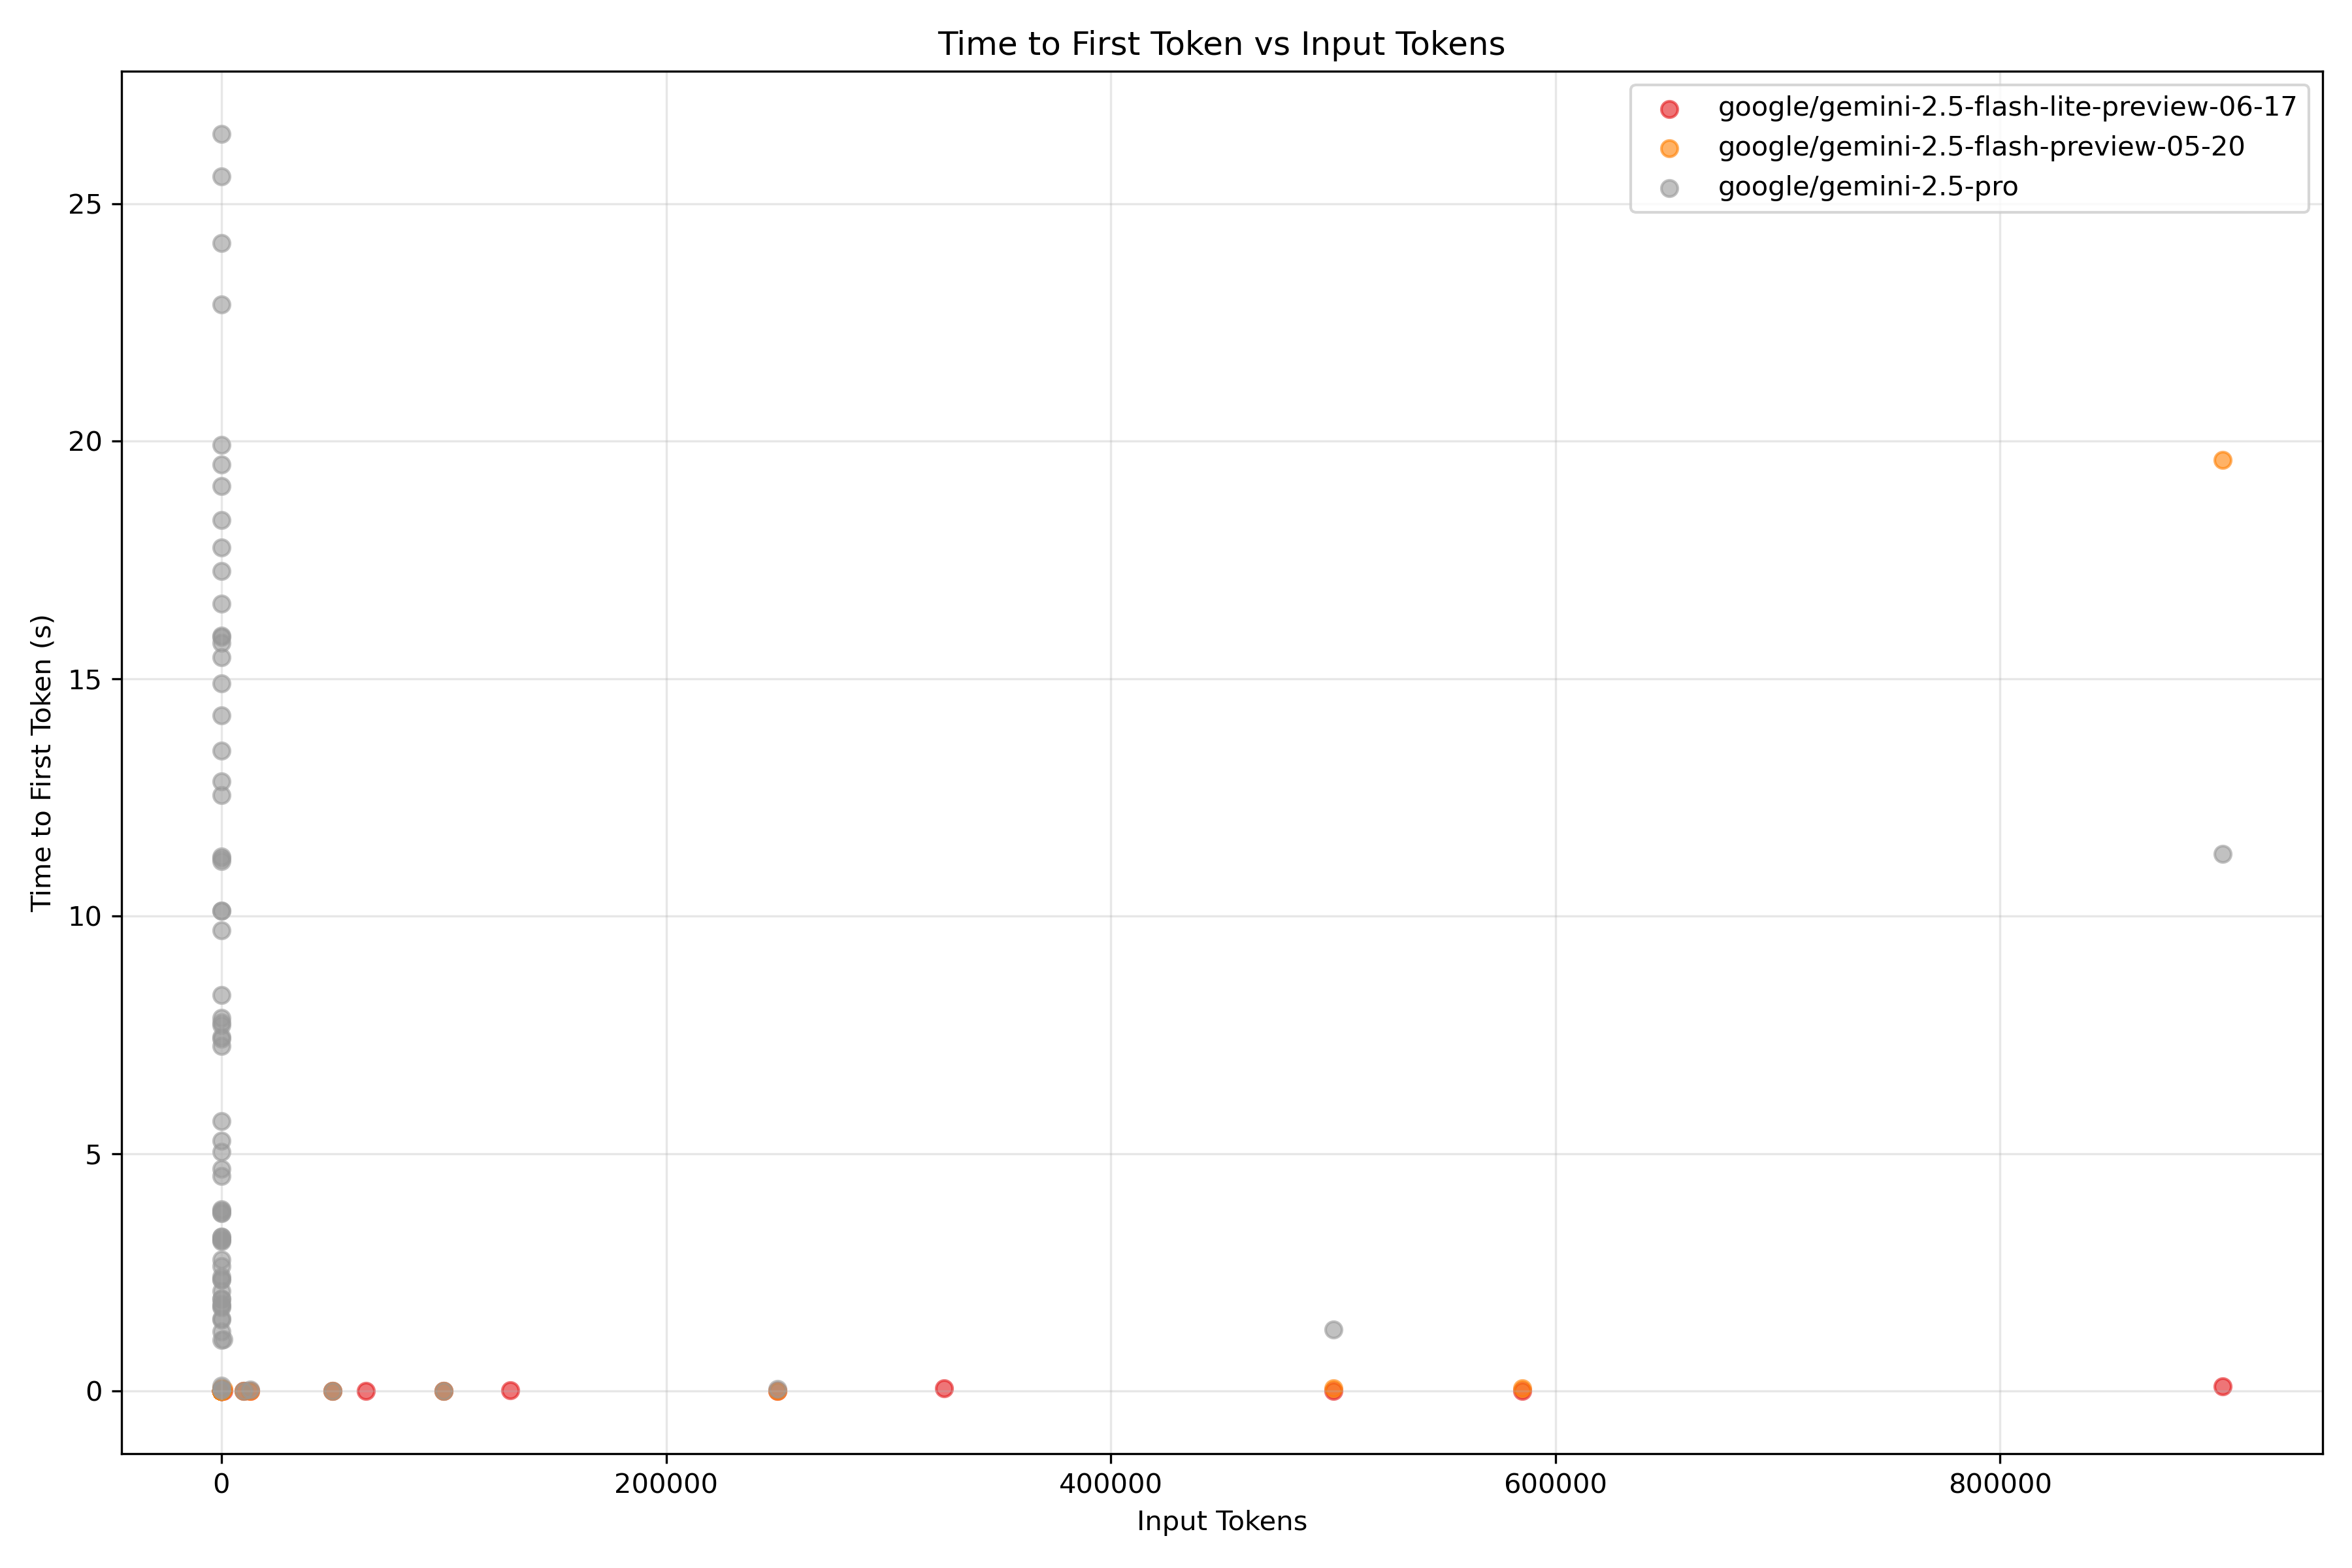 Time to First Token vs Input Tokens
google/gemini-2.5-flash-lite-preview-06-17
google/gemini-2.5-flash-preview-05-20
google/gemini-2.5-pro
Time to First Token (s)
25
20
15
10
5
0
0 200000 400000 600000 800000
Input Tokens